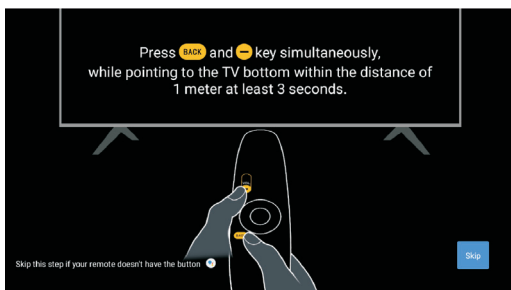 Press BACK and − key simultaneously,
while pointing to the TV bottom within the distance of
1 meter at least 3 seconds.
Skip this step if your remote doesn't have the button
Skip